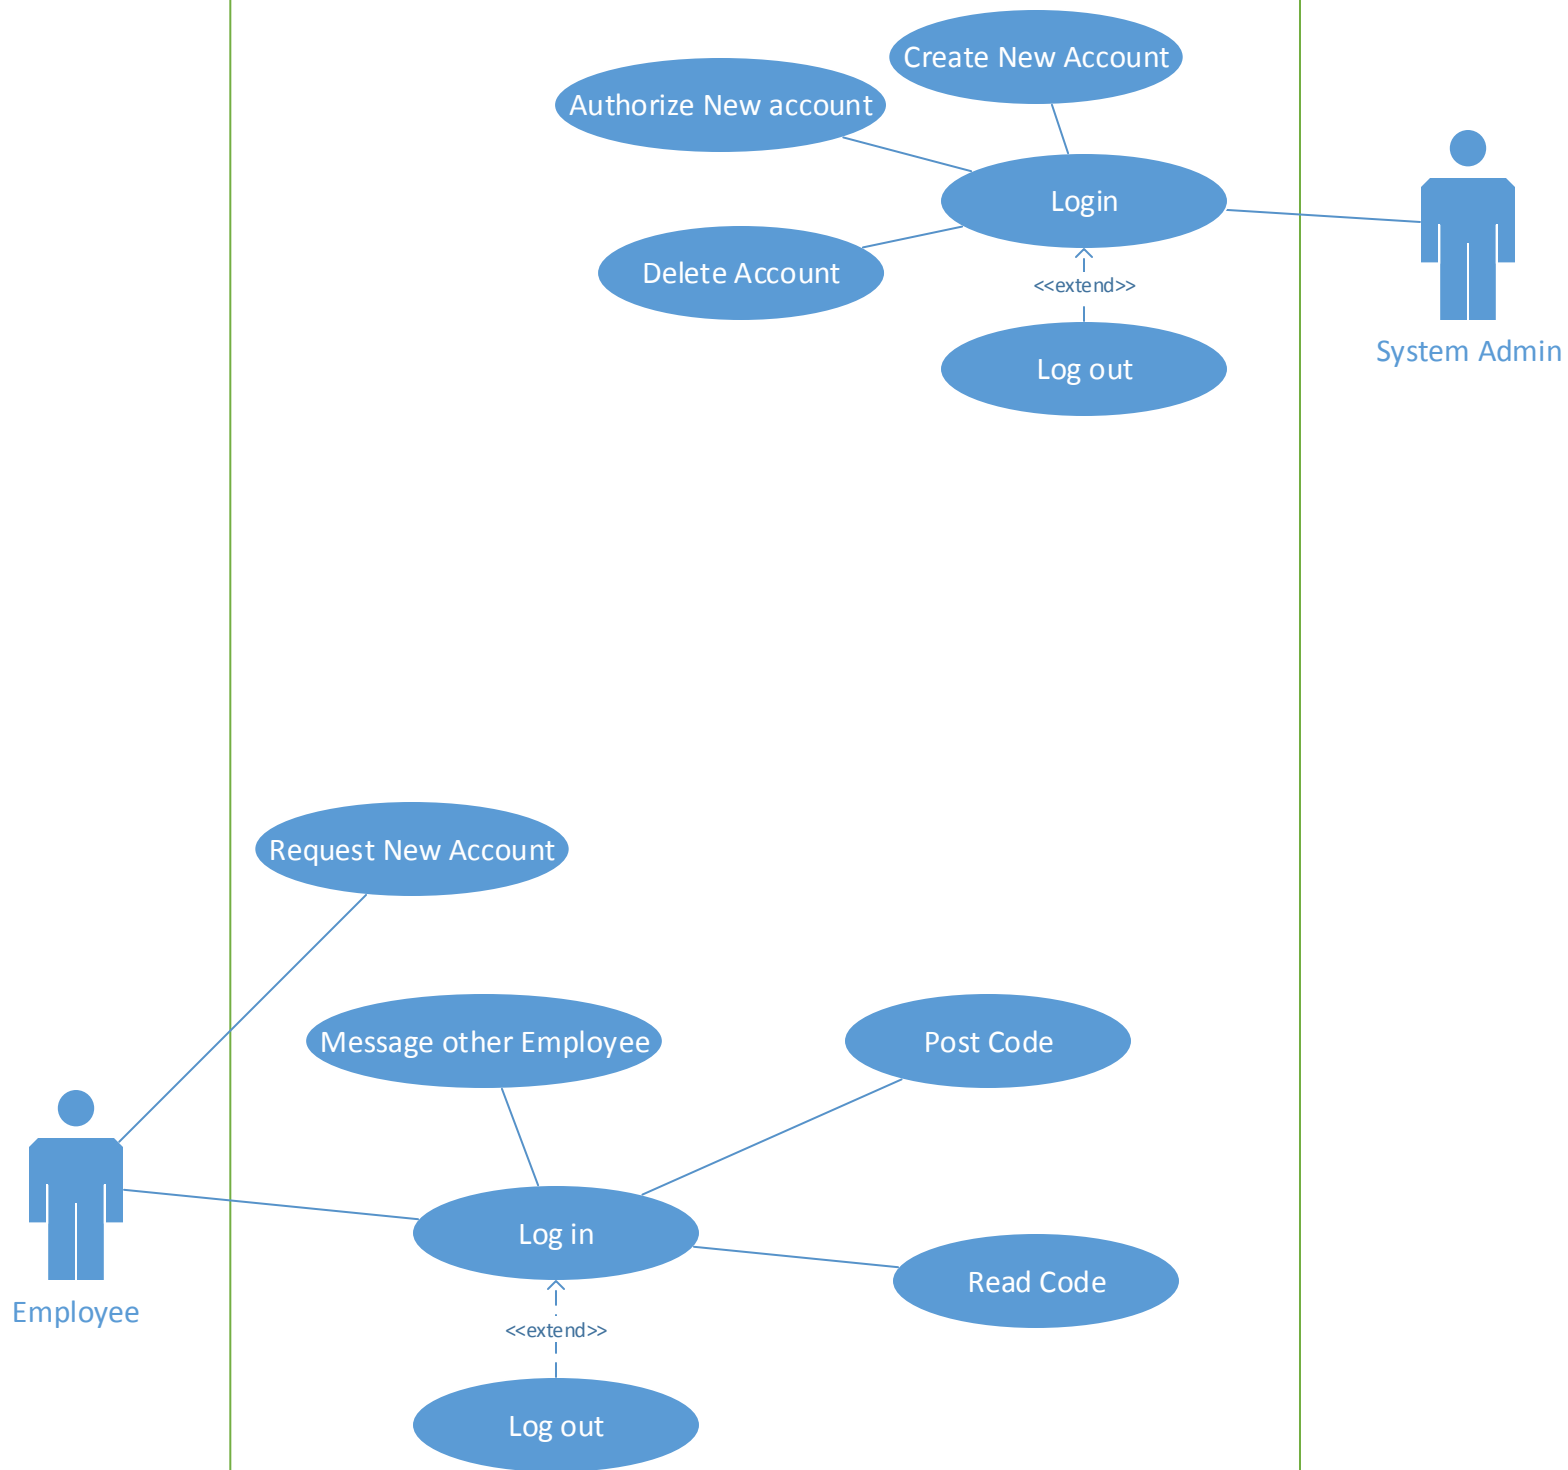 Create New Account
Authorize New account
Login
Delete Account
<<extend>>
System Admin
Log out
Request New Account
Message other Employee
Post Code
Log in
Read Code
Employee
<<extend>>
Log out